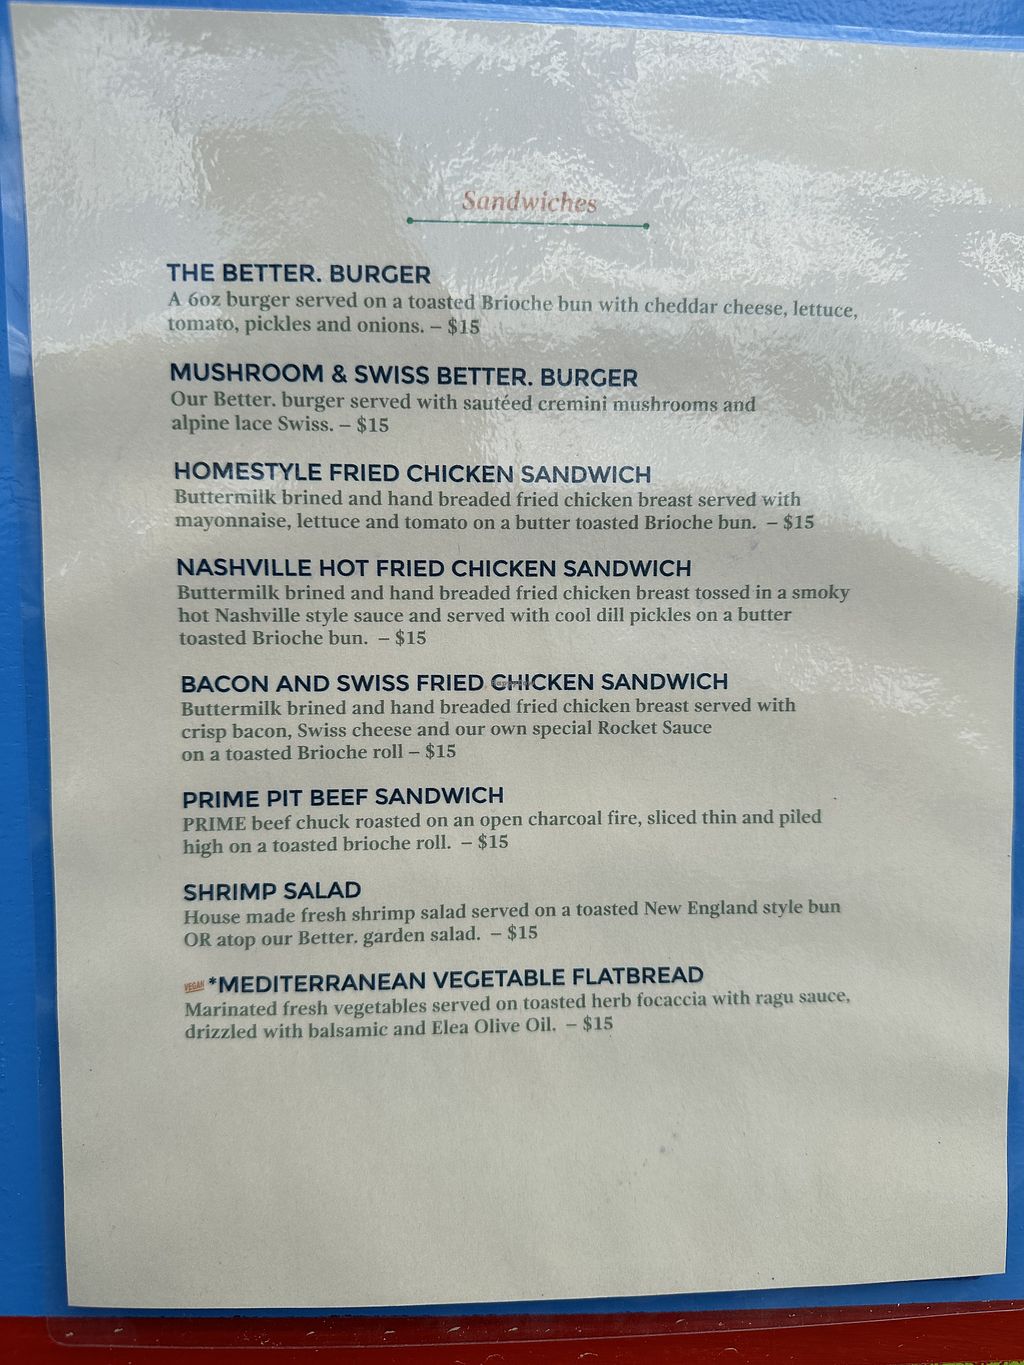 Sandwiches
THE BETTER. BURGER
A 6oz burger served on a toasted Brioche bun with cheddar cheese, lettuce,
tomato, pickles and onions. – $15
MUSHROOM & SWISS BETTER. BURGER
Our Better. burger served with sautéed cremini mushrooms and
alpine lace Swiss. – $15
HOMESTYLE FRIED CHICKEN SANDWICH
Buttermilk brined and hand breaded fried chicken breast served with
mayonnaise, lettuce and tomato on a butter toasted Brioche bun. – $15
NASHVILLE HOT FRIED CHICKEN SANDWICH
Buttermilk brined and hand breaded fried chicken breast tossed in a smoky
hot Nashville style sauce and served with cool dill pickles on a butter
toasted Brioche bun. – $15
BACON AND SWISS FRIED CHICKEN SANDWICH
Buttermilk brined and hand breaded fried chicken breast served with
crisp bacon, Swiss cheese and our own special Rocket Sauce
on a toasted Brioche roll – $15
PRIME PIT BEEF SANDWICH
PRIME beef chuck roasted on an open charcoal fire, sliced thin and piled
high on a toasted brioche roll. – $15
SHRIMP SALAD
House made fresh shrimp salad served on a toasted New England style bun
OR atop our Better. garden salad. – $15
VEGAN *MEDITERRANEAN VEGETABLE FLATBREAD
Marinated fresh vegetables served on toasted herb focaccia with ragu sauce,
drizzled with balsamic and Elea Olive Oil. – $15